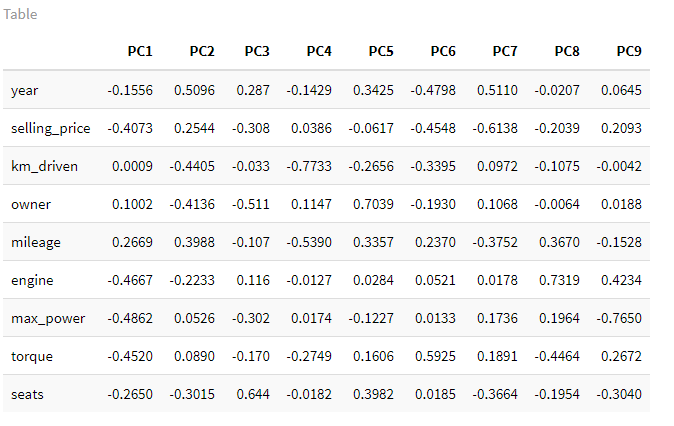 Table
PC1 PC2 PC3 PC4 PC5 PC6 PC7 PC8 PC9
year -0.1556 0.5096 0.287 -0.1429 0.3425 -0.4798 0.5110 -0.0207 0.0645
selling_price -0.4073 0.2544 -0.308 0.0386 -0.0617 -0.4548 -0.6138 -0.2039 0.2093
km_driven 0.0009 -0.4405 -0.033 -0.7733 -0.2656 -0.3395 0.0972 -0.1075 -0.0042
owner 0.1002 -0.4136 -0.511 0.1147 0.7039 -0.1930 0.1068 -0.0064 0.0188
mileage 0.2669 0.3988 -0.107 -0.5390 0.3357 0.2370 -0.3752 0.3670 -0.1528
engine -0.4667 -0.2233 0.116 -0.0127 0.0284 0.0521 0.0178 0.7319 0.4234
max_power -0.4862 0.0526 -0.302 0.0174 -0.1227 0.0133 0.1736 0.1964 -0.7650
torque -0.4520 0.0890 -0.170 -0.2749 0.1606 0.5925 0.1891 -0.4464 0.2672
seats -0.2650 -0.3015 0.644 -0.0182 0.3982 0.0185 -0.3664 -0.1954 -0.3040